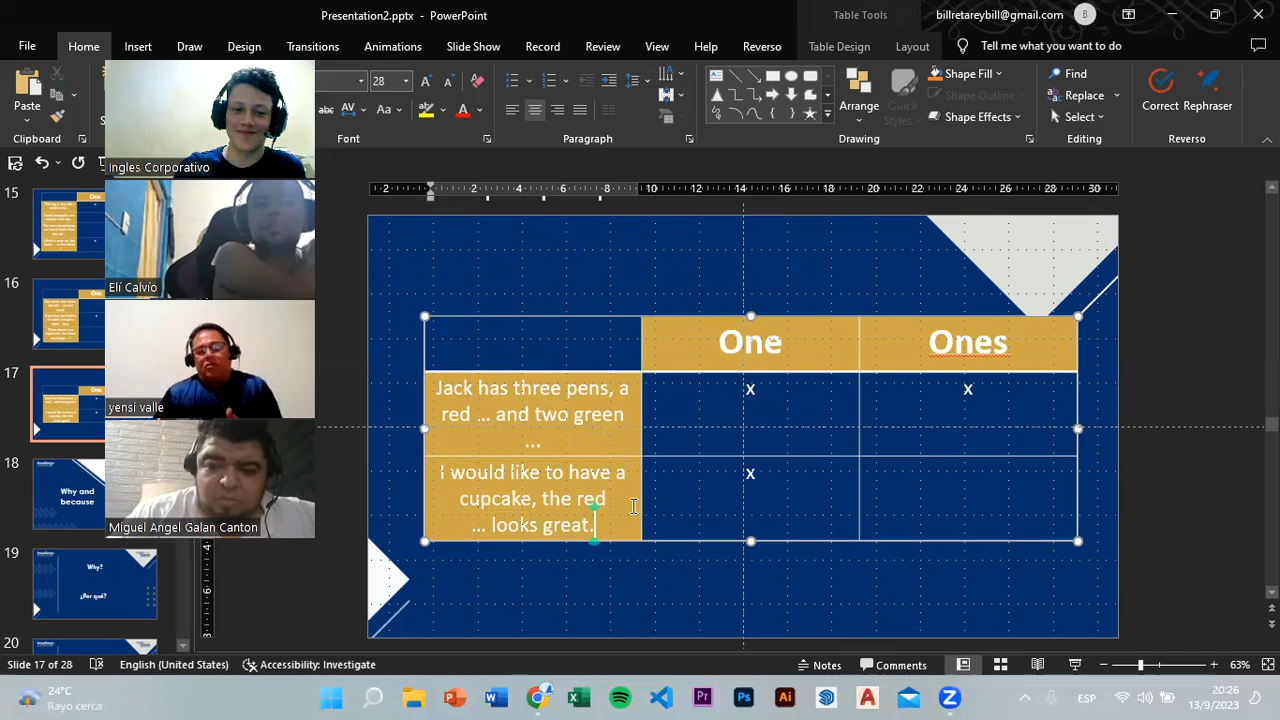 Presentation2.pptx - PowerPoint
Table Tools
billretareybill@gmail.com
B
File
Home
Insert
Draw
Design
Transitions
Animations
Slide Show
Record
Review
View
Help
Reverso
Table Design
Layout
Tell me what you want to do
Paste
28
Aa
A
Arrange
Quick Styles
Shape Fill
Shape Outline
Shape Effects
Find
Replace
Select
Correct
Rephraser
Clipboard
Font
Paragraph
Drawing
Editing
Reverso
Ingles Corporativo
Elí Calvío
yensi valle
Miguel Angel Galan Canton
15
16
17
18
Why and
because
19
Why?
¿Por qué?
20
One
Ones
Jack has three pens, a
red ... and two green
...
x
x
I would like to have a
cupcake, the red
... looks great.
x
Slide 17 of 28
English (United States)
Accessibility: Investigate
Notes
Comments
63%
24°C
Rayo cerca
ESP
20:26
13/9/2023